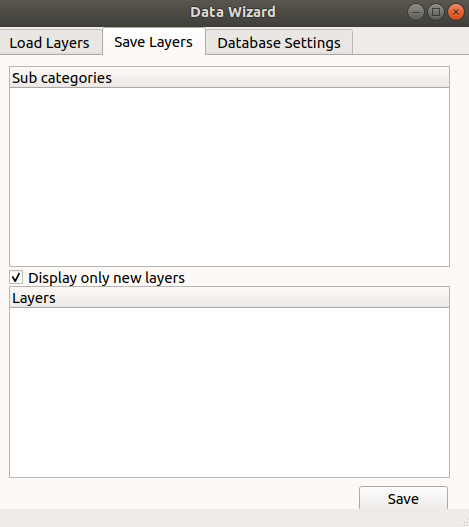 Data Wizard
Load Layers Save Layers Database Settings
Sub categories
Display only new layers
Layers
Save